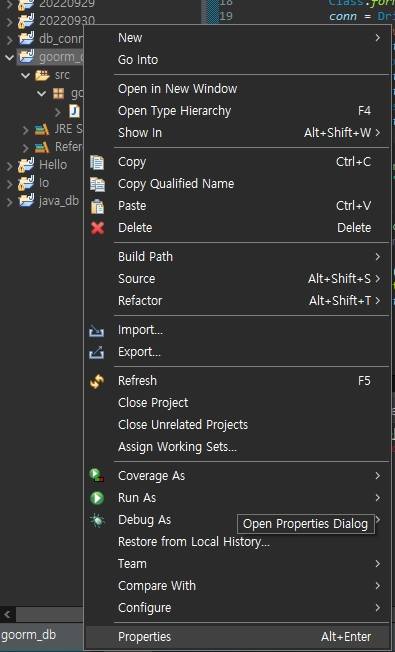 20220929
20220930
db_conn
goorm_d
src
go
J
JRE S
Refere
Hello
Io
java_db
18
19
Class.for
conn = Dri
New
Go Into
Open in New Window
Open Type Hierarchy F4
Show In Alt+Shift+W
Copy Ctrl+C
Copy Qualified Name
Paste Ctrl+V
Delete Delete
Build Path
Source Alt+Shift+S
Refactor Alt+Shift+T
Import...
Export...
Refresh F5
Close Project
Close Unrelated Projects
Assign Working Sets...
Coverage As
Run As
Debug As
Open Properties Dialog
Restore from Local History...
Team
Compare With
Configure
Properties Alt+Enter
goorm_db